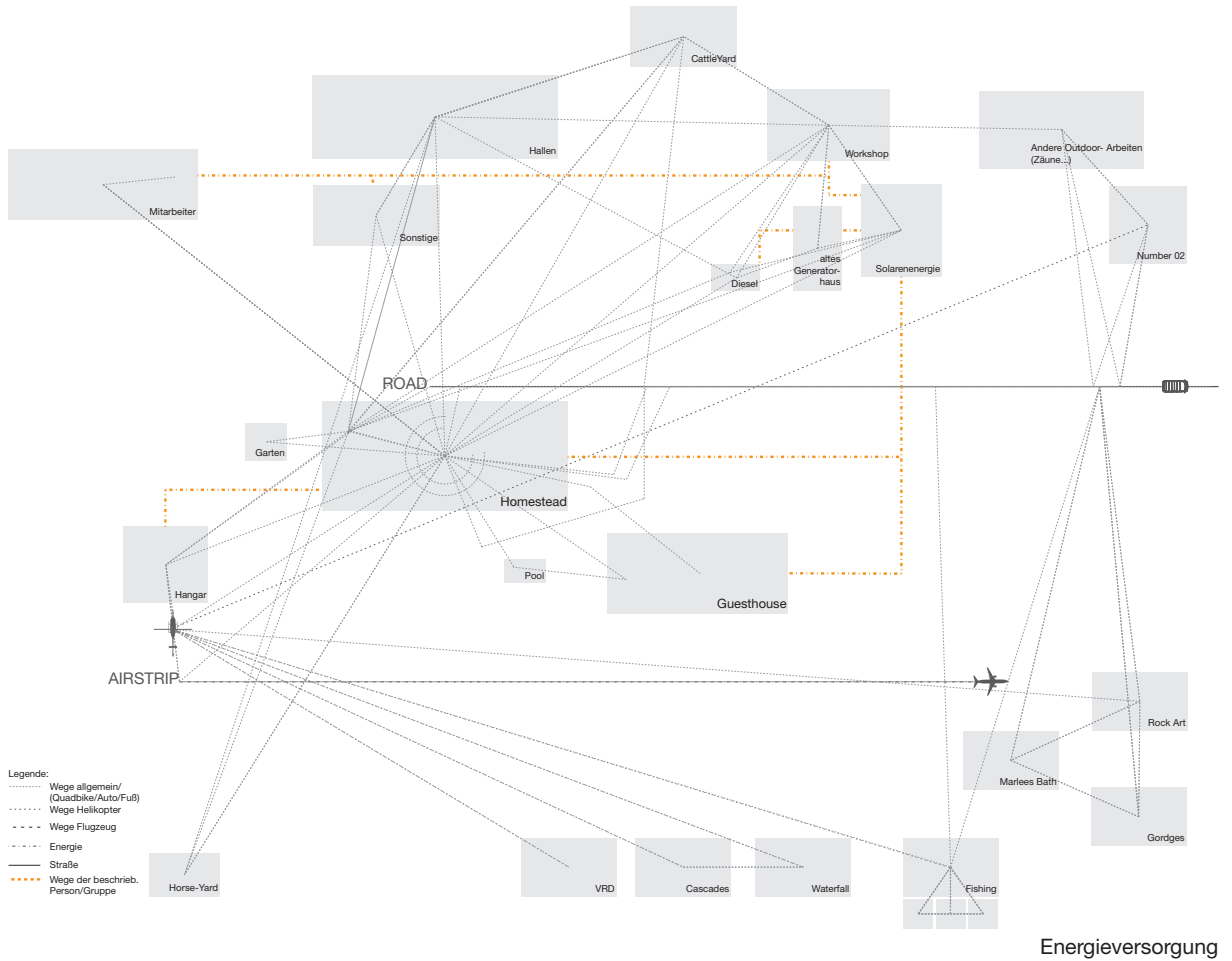 CattleYard
Hallen
Workshop
Andere Outdoor- Arbeiten
(Zäune...)
Mitarbeiter
Sonstige
Number 02
altes
Generator-
haus
Solarenenergie
Diesel
ROAD
Garten
Homestead
Hangar
Pool
Guesthouse
AIRSTRIP
Rock Art
Marlees Bath
Gordges
Legende:
Wege allgemein/
(Quadbike/Auto/Fuß)
Wege Helikopter
Wege Flugzeug
Energie
Straße
Wege der beschrieb.
Person/Gruppe
Horse-Yard
VRD
Cascades
Waterfall
Fishing
Energieversorgung